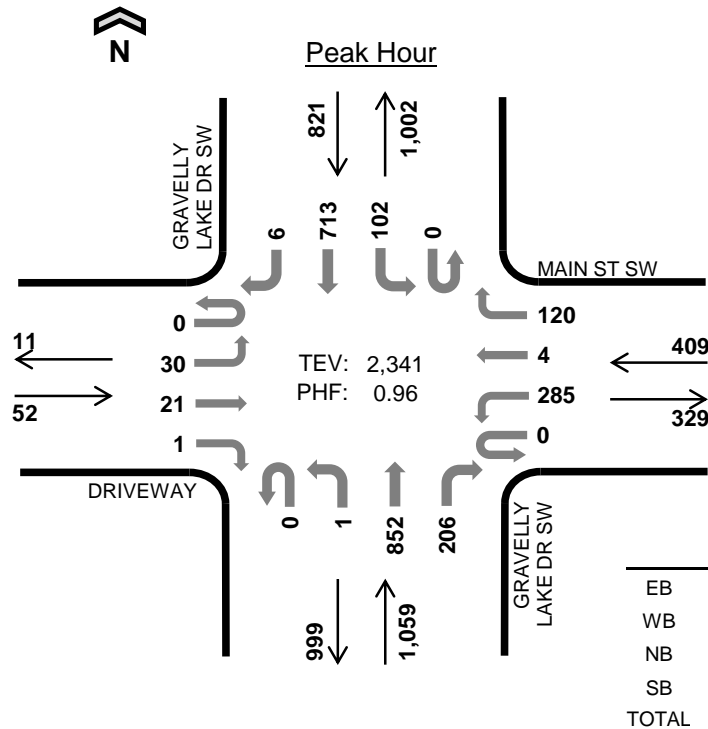 N
Peak Hour
821
1,002
GRAVELLY
LAKE DR SW
6
713
102
0
MAIN ST SW
0
120
11
30
TEV: 2,341
4
409
52
21
PHF: 0.96
285
329
1
0
DRIVEWAY
0
1
852
206
GRAVELLY
LAKE DR SW
999
1,059
EB
WB
NB
SB
TOTAL